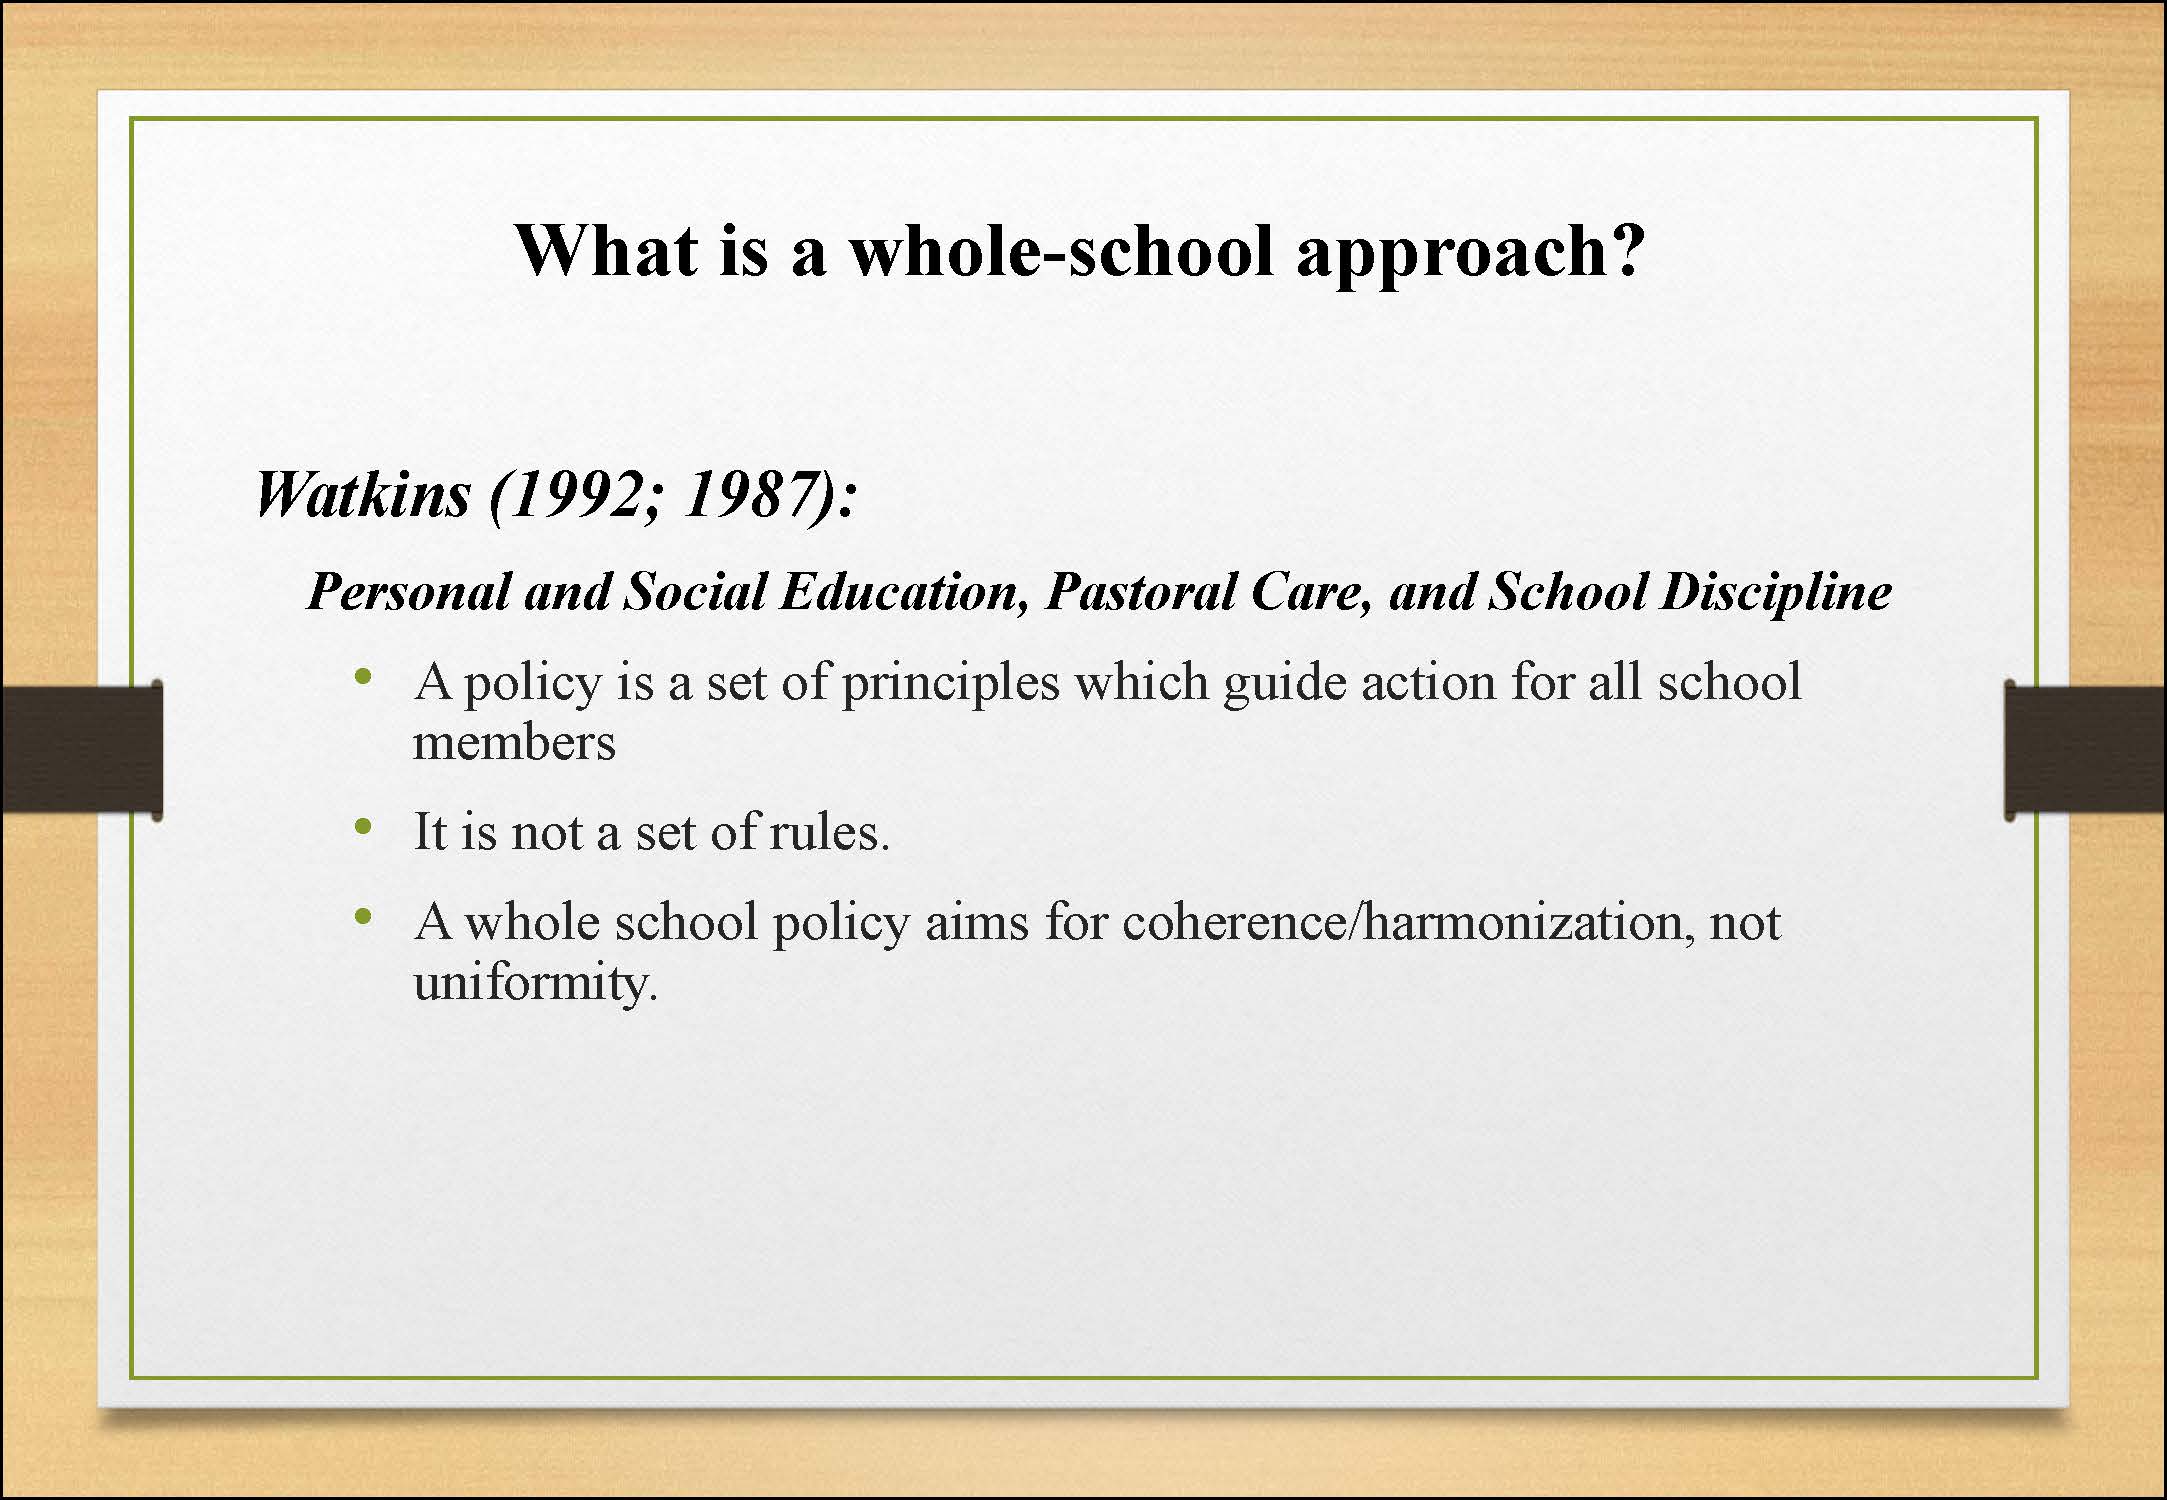 What is a whole-school approach?
Watkins (1992; 1987):
Personal and Social Education, Pastoral Care, and School Discipline
• A policy is a set of principles which guide action for all school
members
• It is not a set of rules.
• A whole school policy aims for coherence/harmonization, not
uniformity.